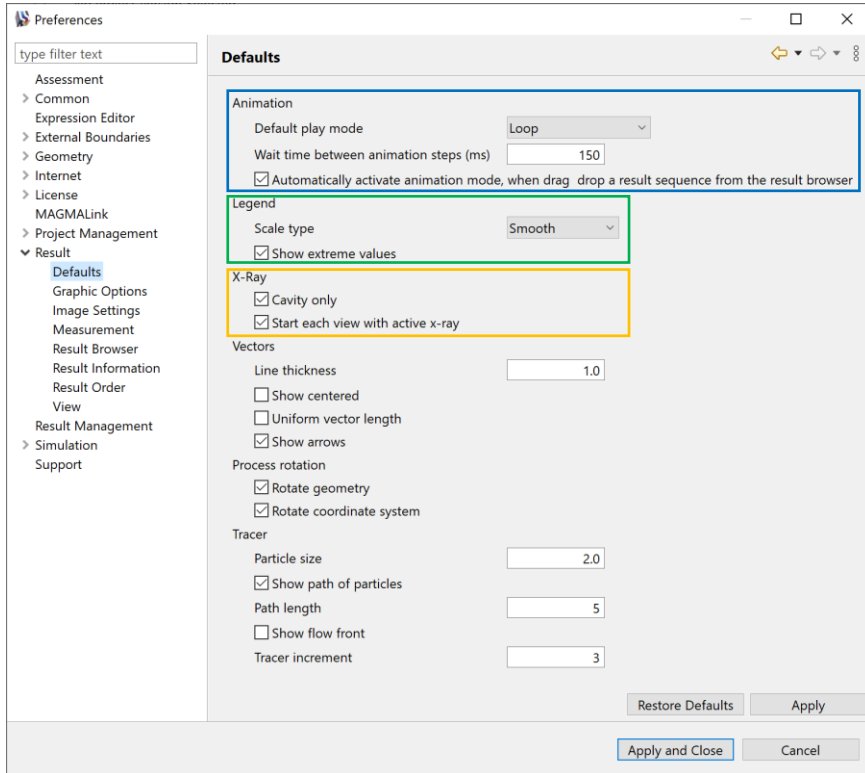 Preferences
type filter text
Defaults
Assessment
Common
Expression Editor
External Boundaries
Geometry
Internet
License
MAGMALink
Project Management
Result
Defaults
Graphic Options
Image Settings
Measurement
Result Browser
Result Information
Result Order
View
Result Management
Simulation
Support
Animation
Default play mode Loop
Wait time between animation steps (ms) 150
Automatically activate animation mode, when drag drop a result sequence from the result browser
Legend
Scale type Smooth
Show extreme values
X-Ray
Cavity only
Start each view with active x-ray
Vectors
Line thickness 1.0
Show centered
Uniform vector length
Show arrows
Process rotation
Rotate geometry
Rotate coordinate system
Tracer
Particle size 2.0
Show path of particles
Path length 5
Show flow front
Tracer increment 3
Restore Defaults Apply
Apply and Close Cancel